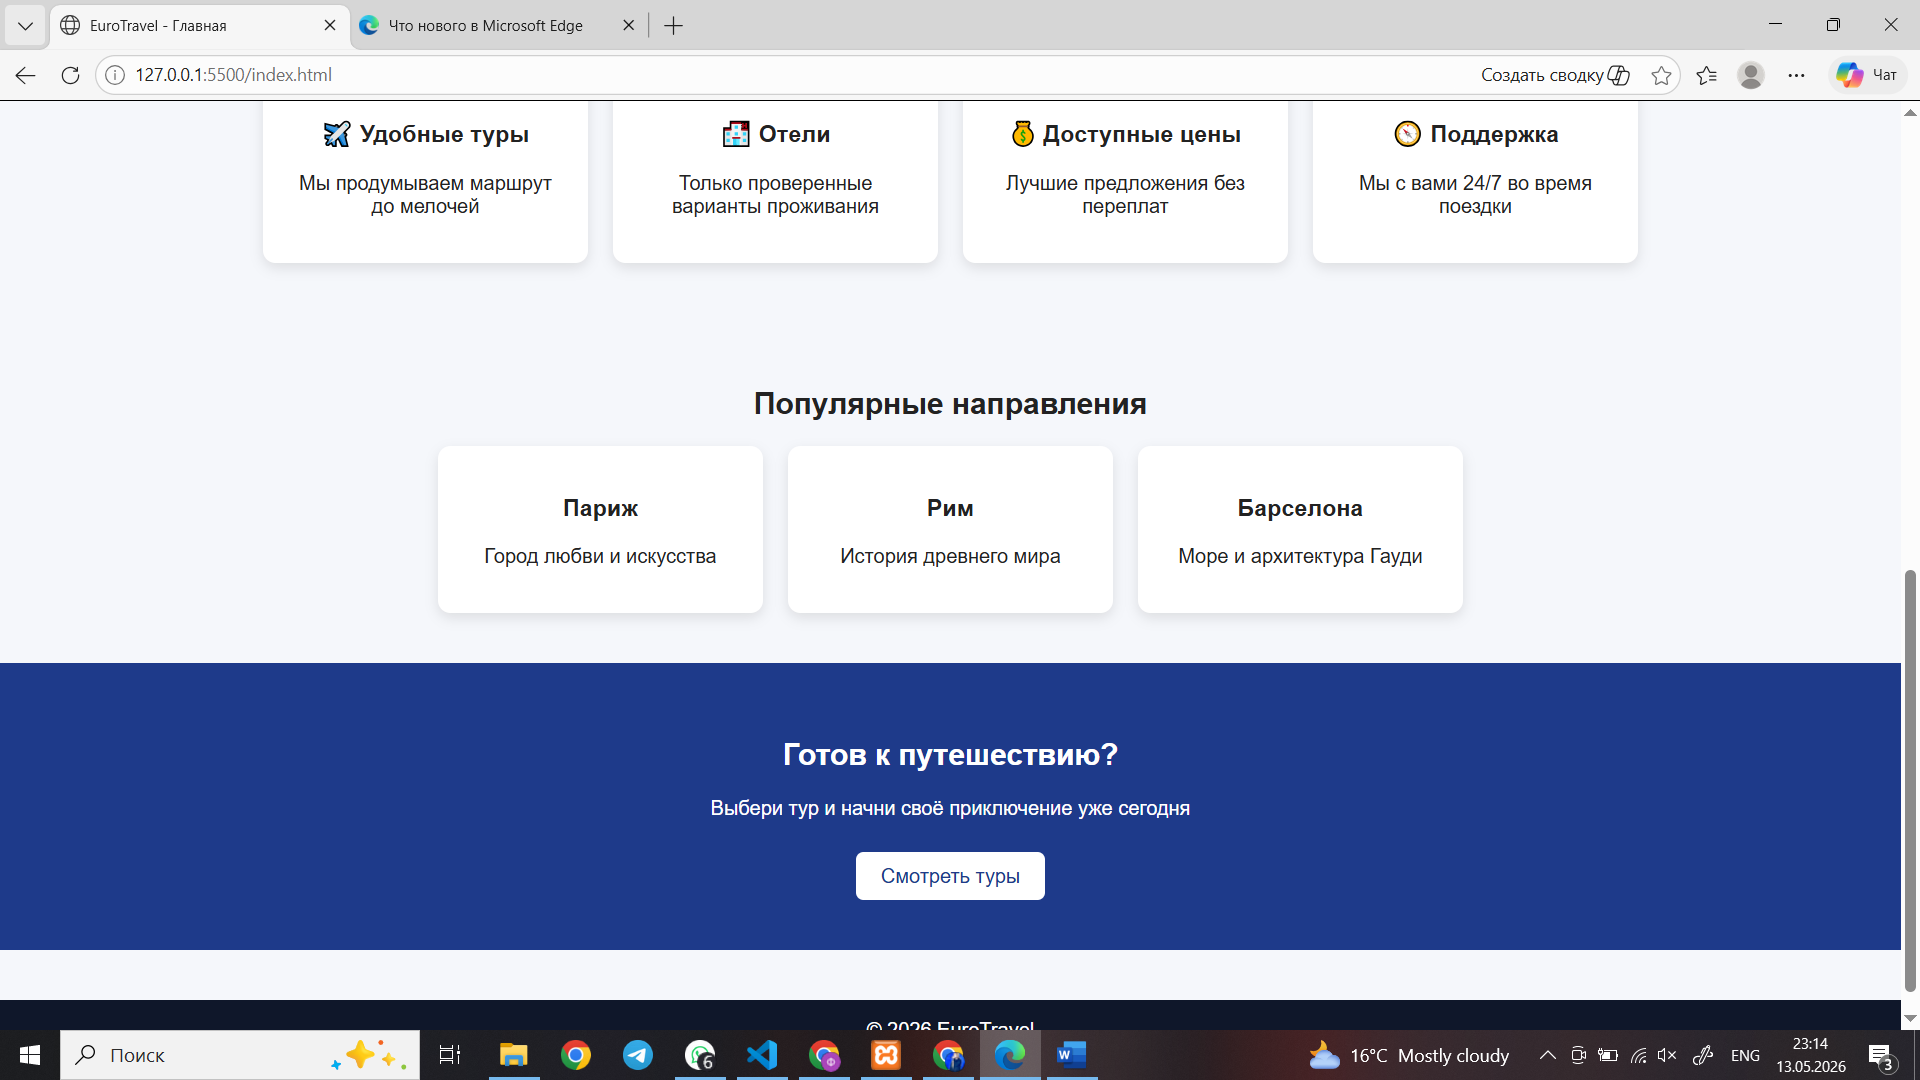 EuroTravel - Главная
Что нового в Microsoft Edge
127.0.0.1:5500/index.html
Создать сводку
Чат
Удобные туры
Мы продумываем маршрут
до мелочей
Отели
Только проверенные
варианты проживания
Доступные цены
Лучшие предложения без
переплат
Поддержка
Мы с вами 24/7 во время
поездки
Популярные направления
Париж
Город любви и искусства
Рим
История древнего мира
Барселона
Море и архитектура Гауди
Готов к путешествию?
Выбери тур и начни своё приключение уже сегодня
Смотреть туры
© 2026 EuroTravel
Поиск
6
Ф
16°C Mostly cloudy
ENG
23:14
13.05.2026
3